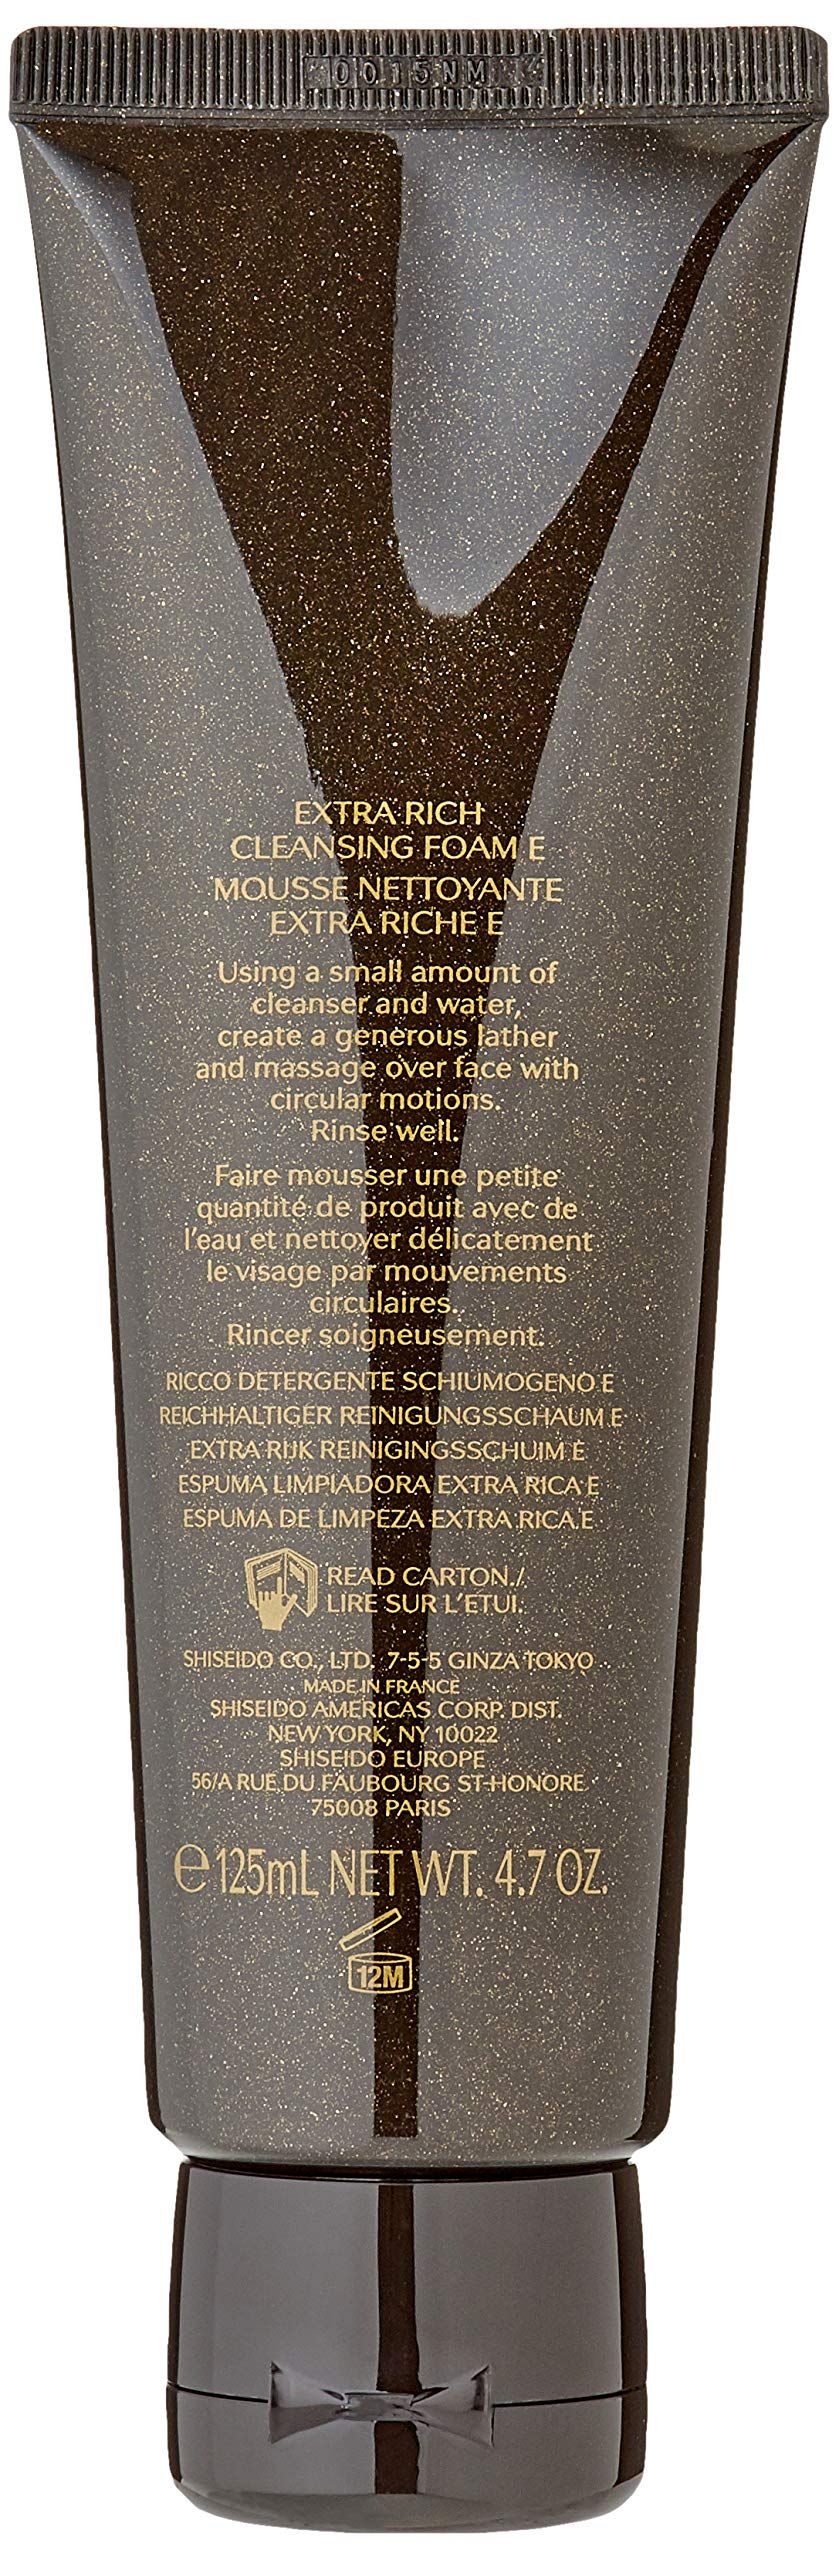 0015NM
EXTRA RICH
CLEANSING FOAM E
MOUSSE NETTOYANTE
EXTRA RICHE E
Using a small amount of
cleanser and water,
create a generous lather
and massage over face with
circular motions.
Rinse well.
Faire mousser une petite
quantité de produit avec de
l'eau et nettoyer délicatement
le visage par mouvements
circulaires.
Rincer soigneusement.
RICCO DETERGENTE SCHIUMOGENO E
REICHHALTIGER REINIGUNGSSCHAUM E
EXTRA RIJK REINIGINGSSCHUIM E
ESPUMA LIMPIADORA EXTRA RICA E
ESPUMA DE LIMPEZA EXTRA RICA E
READ CARTON./
LIRE SUR L'ETUI.
SHISEIDO CO., LTD. 7-5-5 GINZA TOKYO
MADE IN FRANCE
SHISEIDO AMERICAS CORP. DIST.
NEW YORK, NY 10022
SHISEIDO EUROPE
56/A RUE DU FAUBOURG ST-HONORE
75008 PARIS
℮ 125mL NET WT. 4.7 OZ.
12M